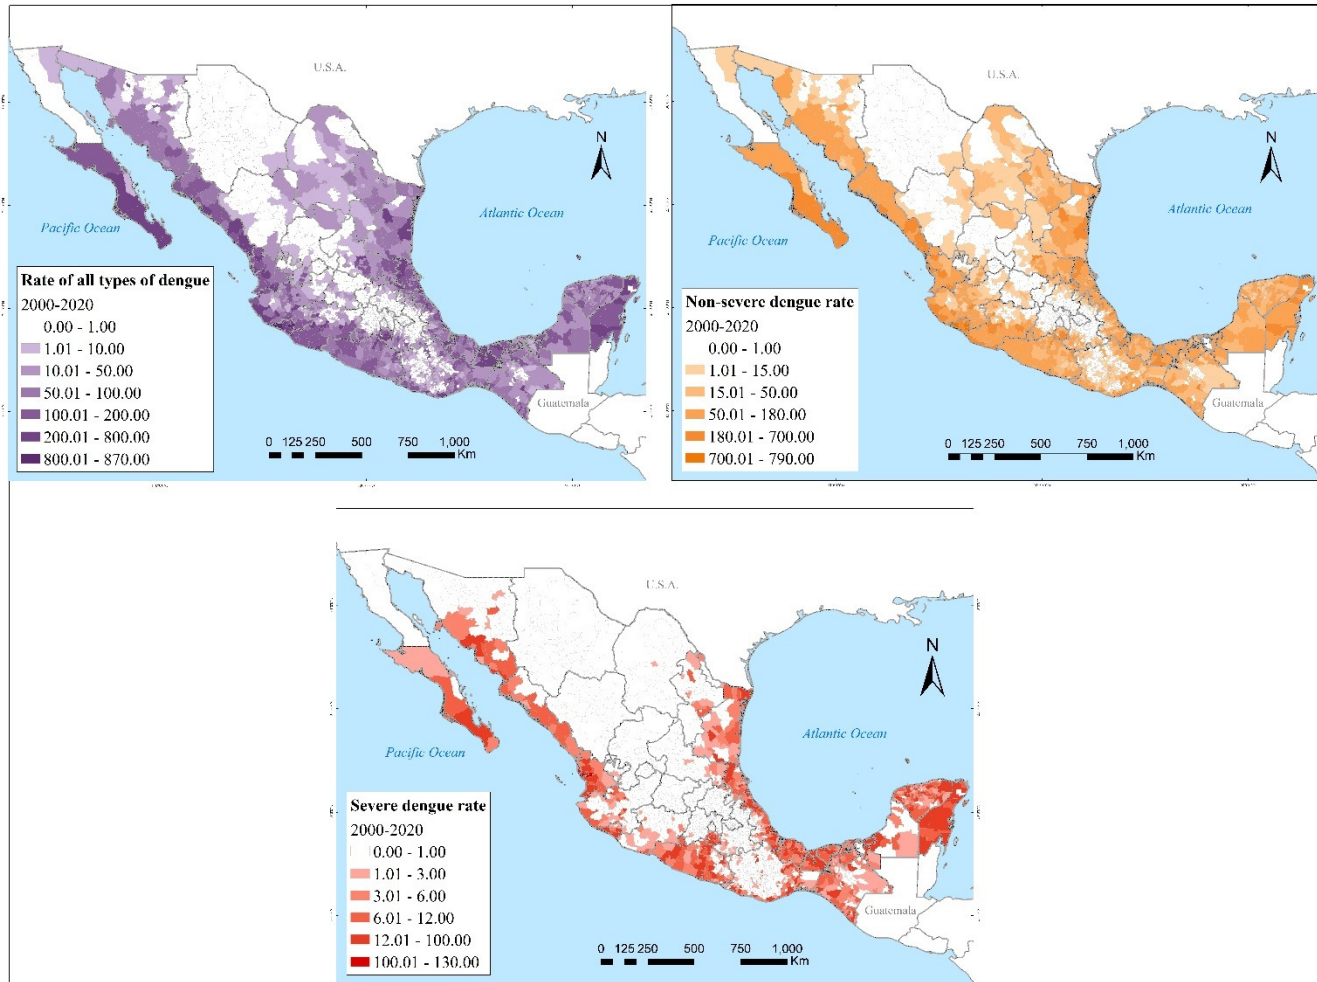 U.S.A.
N
Atlantic Ocean
Pacific Ocean
Rate of all types of dengue
2000-2020
0.00 - 1.00
1.01 - 10.00
10.01 - 50.00
50.01 - 100.00
100.01 - 200.00
200.01 - 800.00
800.01 - 870.00
Guatemala
0 125 250 500 750 1,000
Km
U.S.A.
N
Atlantic Ocean
Pacific Ocean
Non-severe dengue rate
2000-2020
0.00 - 1.00
1.01 - 15.00
15.01 - 50.00
50.01 - 180.00
180.01 - 700.00
700.01 - 790.00
Guatemala
0 125 250 500 750 1,000
Km
U.S.A.
N
Atlantic Ocean
Pacific Ocean
Severe dengue rate
2000-2020
0.00 - 1.00
1.01 - 3.00
3.01 - 6.00
6.01 - 12.00
12.01 - 100.00
100.01 - 130.00
Guatemala
0 125 250 500 750 1,000
Km